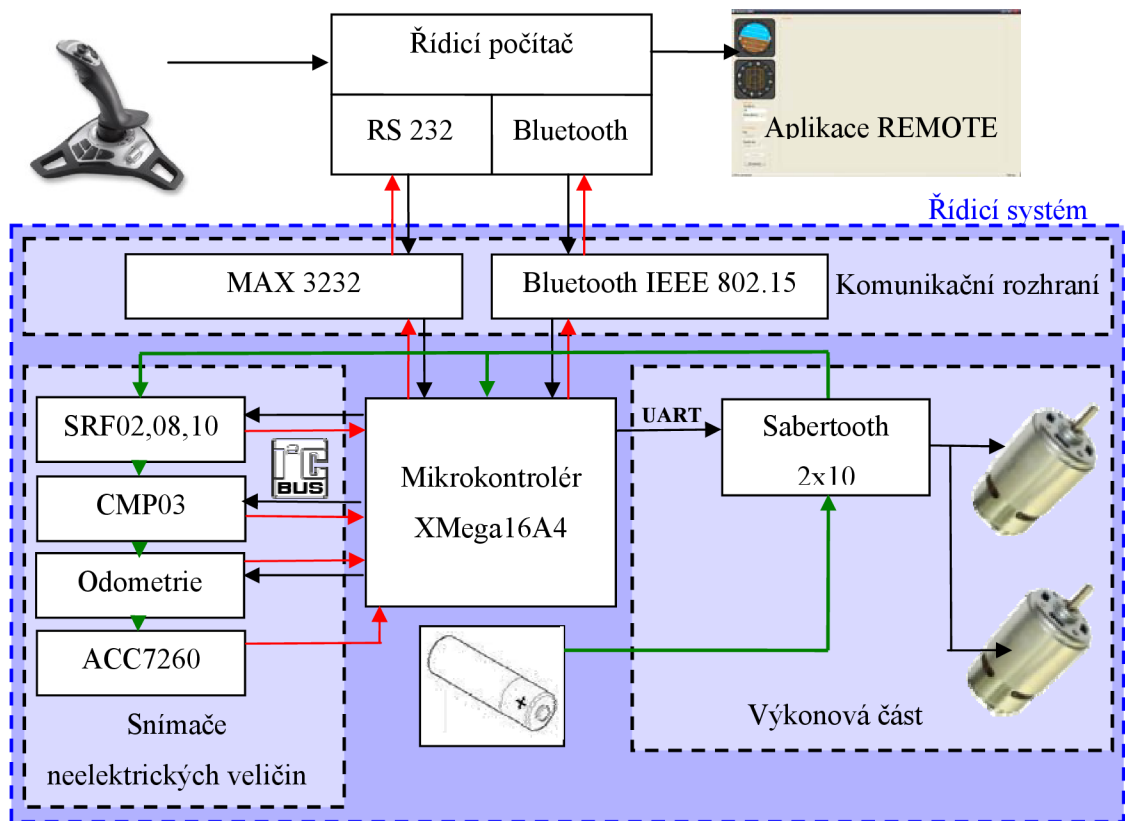 Řídicí počítač
RS 232
Bluetooth
Aplikace REMOTE
Řídicí systém
MAX 3232
Bluetooth IEEE 802.15
Komunikační rozhraní
SRF02,08,10
I²C
BUS
CMP03
Odometrie
ACC7260
Snímače
neelektrických veličin
Mikrokontrolér
XMega16A4
UART
Sabertooth
2x10
+
Výkonová část